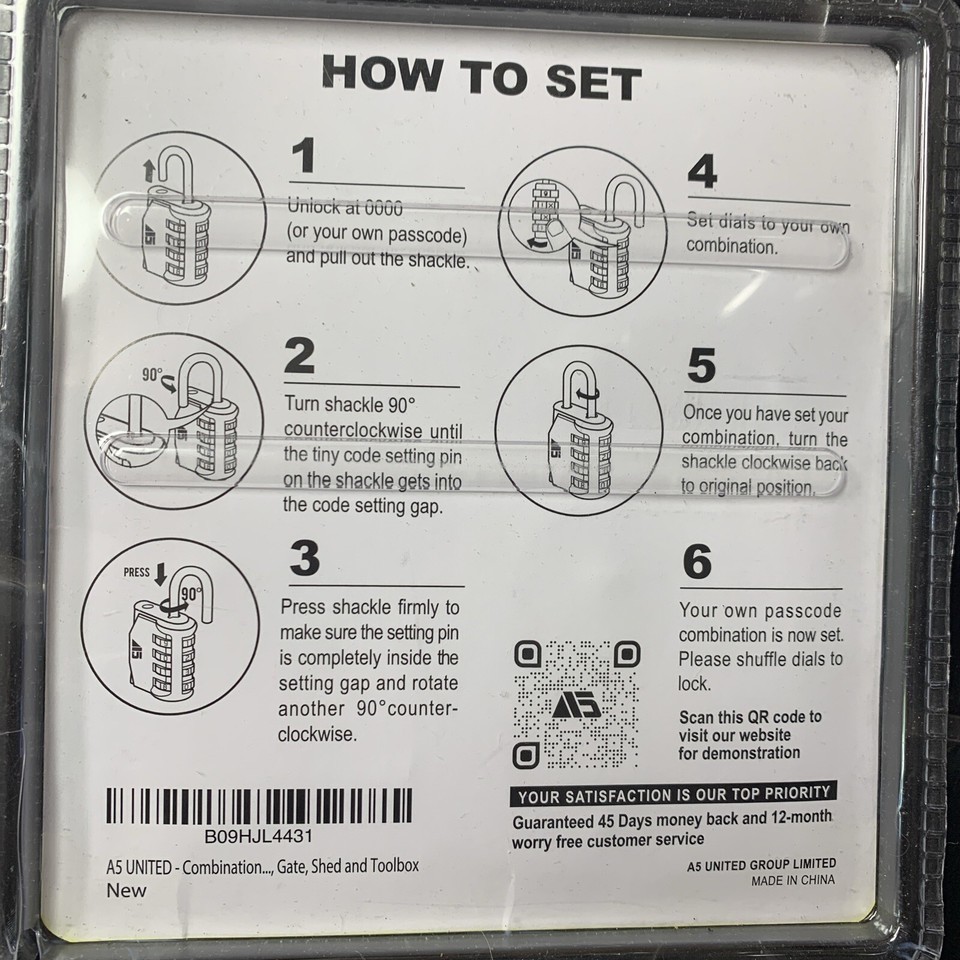 HOW TO SET
1
Unlock at 0000
(or your own passcode)
and pull out the shackle.
A5
2
90°
Turn shackle 90°
counterclockwise until
the tiny code setting pin
on the shackle gets into
the code setting gap.
A5
3
PRESS
90°
Press shackle firmly to
make sure the setting pin
is completely inside the
setting gap and rotate
another 90°counter-
clockwise.
A5
4
Set dials to your own
combination.
A5
5
Once you have set your
combination, turn the
shackle clockwise back
to original position.
A5
6
Your own passcode
combination is now set.
Please shuffle dials to
lock.
A5
Scan this QR code to
visit our website
for demonstration
B09HJL4431
A5 UNITED - Combination..., Gate, Shed and Toolbox
New
YOUR SATISFACTION IS OUR TOP PRIORITY
Guaranteed 45 Days money back and 12-month
worry free customer service
A5 UNITED GROUP LIMITED
MADE IN CHINA